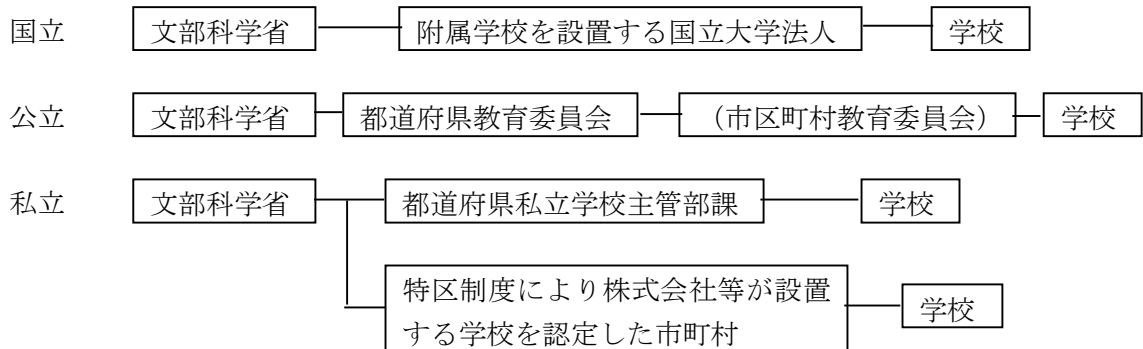 国立 文部科学省 附属学校を設置する国立大学法人 学校
公立 文部科学省 都道府県教育委員会 （市区町村教育委員会） 学校
私立 文部科学省 都道府県私立学校主管部課 学校
特区制度により株式会社等が設置
する学校を認定した市町村
学校